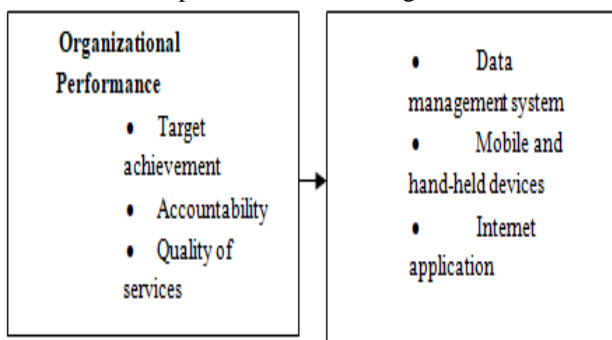 Organizational
Performance
• Target
achievement
• Accountability
• Quality of
services
• Data
management system
• Mobile and
hand-held devices
• Internet
application